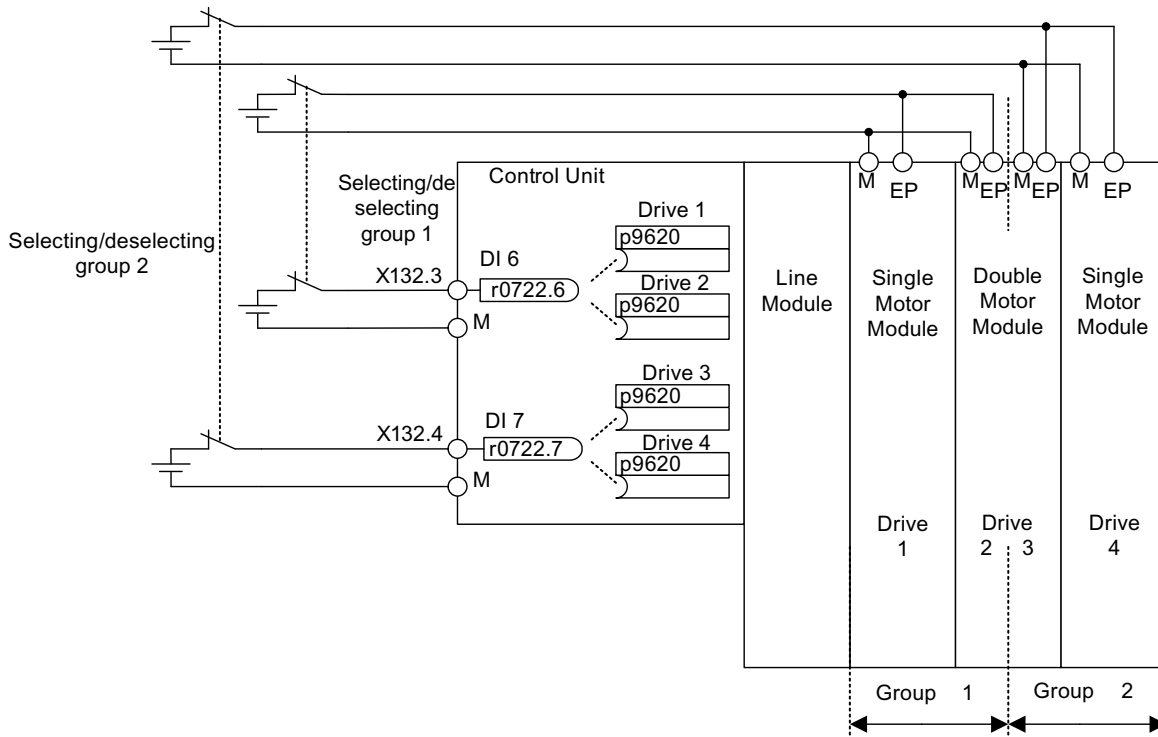 M
EP
M
EP
M
EP
M
EP
Control Unit
Selecting/de
selecting
group 1
Selecting/deselecting
group 2
X132.3
DI 6
r0722.6
M
Drive 1
p9620
Drive 2
p9620
X132.4
DI 7
r0722.7
M
Drive 3
p9620
Drive 4
p9620
Line
Module
Single
Motor
Module
Double
Motor
Module
Single
Motor
Module
Drive
1
Drive
2 3
Drive
4
Group 1
Group 2